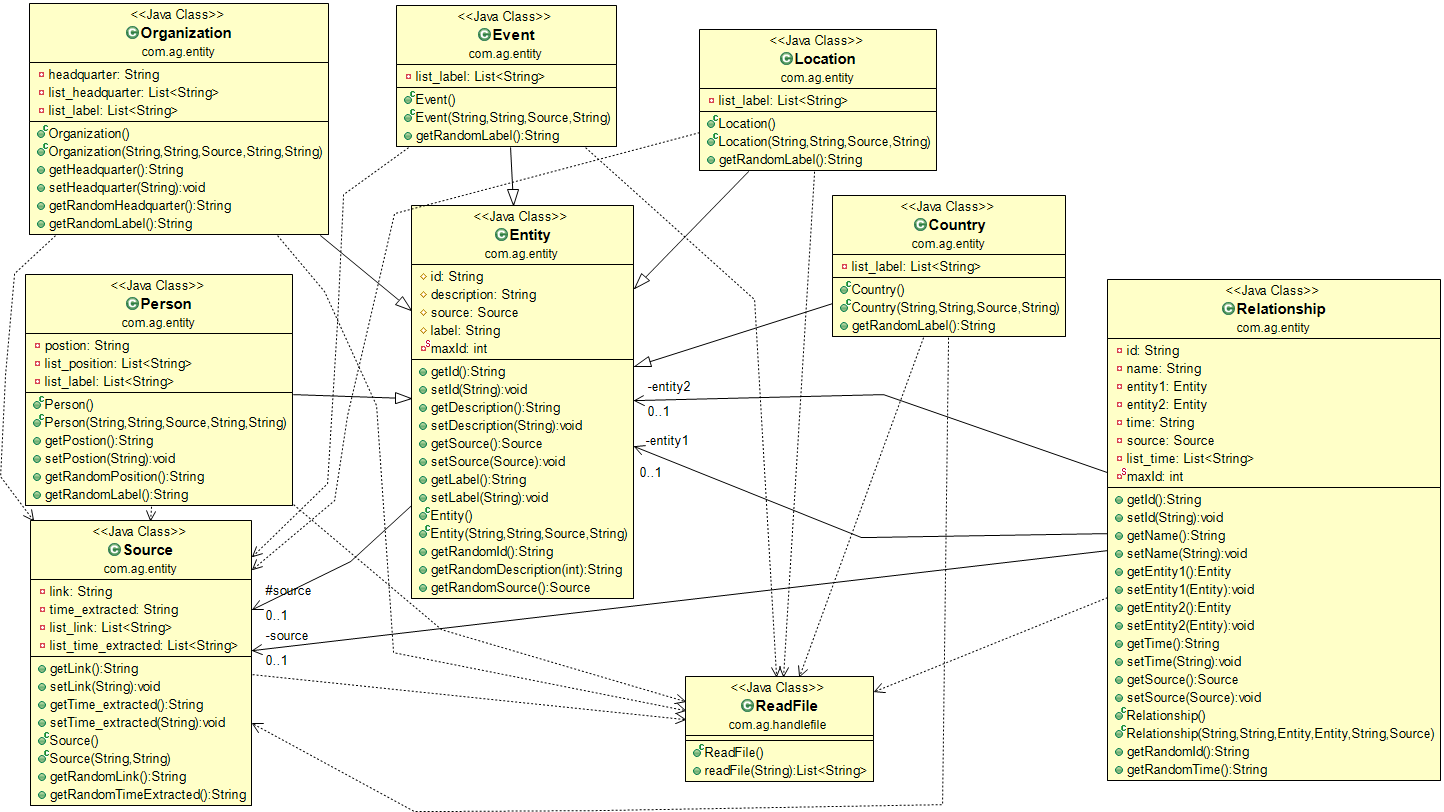 <<Java Class>>
Organization
com.ag.entity
headquarter: String
list_headquarter: List<String>
list_label: List<String>
Organization()
Organization(String,String,Source,String,String)
getHeadquarter():String
setHeadquarter(String):void
getRandomHeadquarter():String
getRandomLabel():String
<<Java Class>>
Event
com.ag.entity
list_label: List<String>
Event()
Event(String,String,Source,String)
getRandomLabel():String
<<Java Class>>
Location
com.ag.entity
list_label: List<String>
Location()
Location(String,String,Source,String)
getRandomLabel():String
<<Java Class>>
Country
com.ag.entity
list_label: List<String>
Country()
Country(String,String,Source,String)
getRandomLabel():String
<<Java Class>>
Entity
com.ag.entity
id: String
description: String
source: Source
label: String
maxId: int
getId():String
setId(String):void
getDescription():String
setDescription(String):void
getSource():Source
setSource(Source):void
getLabel():String
setLabel(String):void
Entity()
Entity(String,String,Source,String)
getRandomId():String
getRandomDescription(int):String
getRandomSource():Source
<<Java Class>>
Person
com.ag.entity
postion: String
list_position: List<String>
list_label: List<String>
Person()
Person(String,String,Source,String,String)
getPostion():String
setPostion(String):void
getRandomPosition():String
getRandomLabel():String
<<Java Class>>
Relationship
com.ag.entity
id: String
name: String
entity1: Entity
entity2: Entity
time: String
source: Source
list_time: List<String>
maxId: int
getId():String
setId(String):void
getName():String
setName(String):void
getEntity1():Entity
setEntity1(Entity):void
getEntity2():Entity
setEntity2(Entity):void
getTime():String
setTime(String):void
getSource():Source
setSource(Source):void
Relationship()
Relationship(String,String,Entity,Entity,String,Source)
getRandomId():String
getRandomTime():String
-entity2
0..1
-entity1
0..1
#source
0..1
-source
0..1
<<Java Class>>
Source
com.ag.entity
link: String
time_extracted: String
list_link: List<String>
list_time_extracted: List<String>
getLink():String
setLink(String):void
getTime_extracted():String
setTime_extracted(String):void
Source()
Source(String,String)
getRandomLink():String
getRandomTimeExtracted():String
<<Java Class>>
ReadFile
com.ag.handlefile
ReadFile()
readFile(String):List<String>